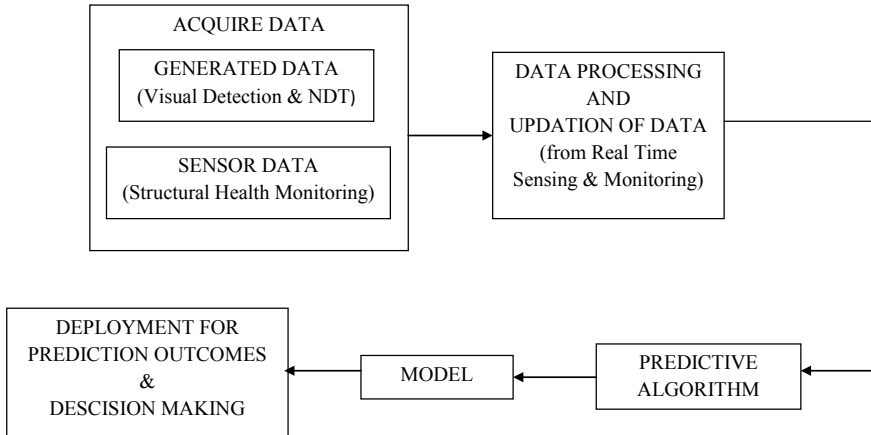 ACQUIRE DATA
GENERATED DATA
(Visual Detection & NDT)
SENSOR DATA
(Structural Health Monitoring)
DATA PROCESSING
AND
UPDATION OF DATA
(from Real Time
Sensing & Monitoring)
DEPLOYMENT FOR
PREDICTION OUTCOMES
&
DESCISION MAKING
MODEL
PREDICTIVE
ALGORITHM